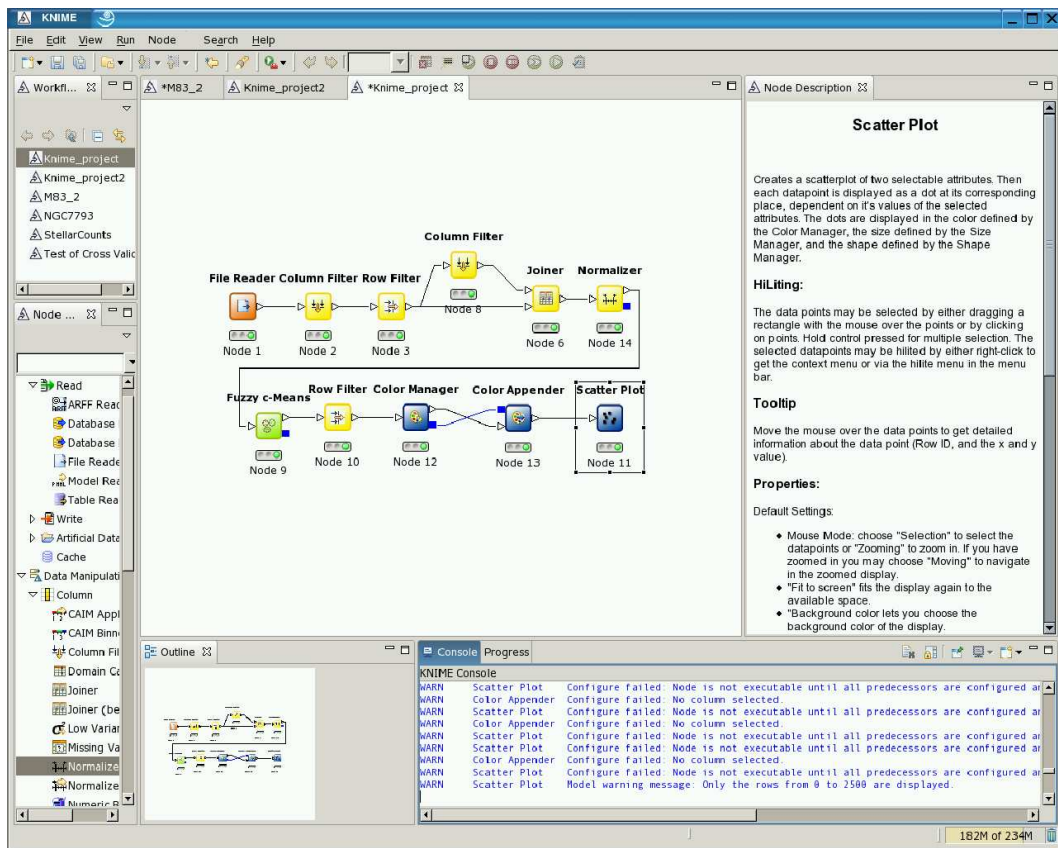 KNIME
File Edit View Run Node Search Help
Workfl...
*M83_2
Knime_project2
*Knime_project
Node Description
Knime_project
Knime_project2
M83_2
NGC7793
StellarCounts
Test of Cross Valic
Node ...
Read
ARFF Reac
Database
Database
File Reade
Model Rea
Table Rea
Write
Artificial Data
Cache
Data Manipulati
Column
CAIM Appl
CAIM Binn
Column Fil
Domain Ca
Joiner
Joiner (be
Low Varian
Missing Va
Normalize
Normalize
Numeric B
Column Filter
Node 8
File Reader
Node 1
Column Filter
Node 2
Row Filter
Node 3
Joiner
Node 6
Normalizer
Node 14
Fuzzy c-Means
Node 9
Row Filter
Node 10
Color Manager
Node 12
Color Appender
Node 13
Scatter Plot
Node 11
Scatter Plot
Creates a scatterplot of two selectable attributes. Then
each datapoint is displayed as a dot at its corresponding
place, dependent on it's values of the selected
attributes. The dots are displayed in the color defined by
the Color Manager, the size defined by the Size
Manager, and the shape defined by the Shape
Manager.
HiLiting:
The data points may be selected by either dragging a
rectangle with the mouse over the points or by clicking
on points. Hold control pressed for multiple selection. The
selected datapoints may be hilited by either right-click to
get the context menu or via the hilite menu in the menu
bar.
Tooltip
Move the mouse over the data points to get detailed
information about the data point (Row ID, and the x and y
value).
Properties:
Default Settings:
Mouse Mode: choose "Selection" to select the
datapoints or "Zooming" to zoom in. If you have
zoomed in you may choose "Moving" to navigate
in the zoomed display.
"Fit to screen" fits the display again to the
available space.
"Background color lets you choose the
background color of the display.
Outline
Console Progress
KNIME Console
WARN Scatter Plot Configure failed: Node is not executable until all predecessors are configured ar
WARN Color Appender Configure failed: No column selected.
WARN Scatter Plot Configure failed: Node is not executable until all predecessors are configured ar
WARN Color Appender Configure failed: No column selected.
WARN Scatter Plot Configure failed: Node is not executable until all predecessors are configured ar
WARN Scatter Plot Configure failed: Node is not executable until all predecessors are configured ar
WARN Color Appender Configure failed: No column selected.
WARN Scatter Plot Configure failed: Node is not executable until all predecessors are configured ar
WARN Scatter Plot Model warning message: Only the rows from 0 to 2500 are displayed.
182M of 234M